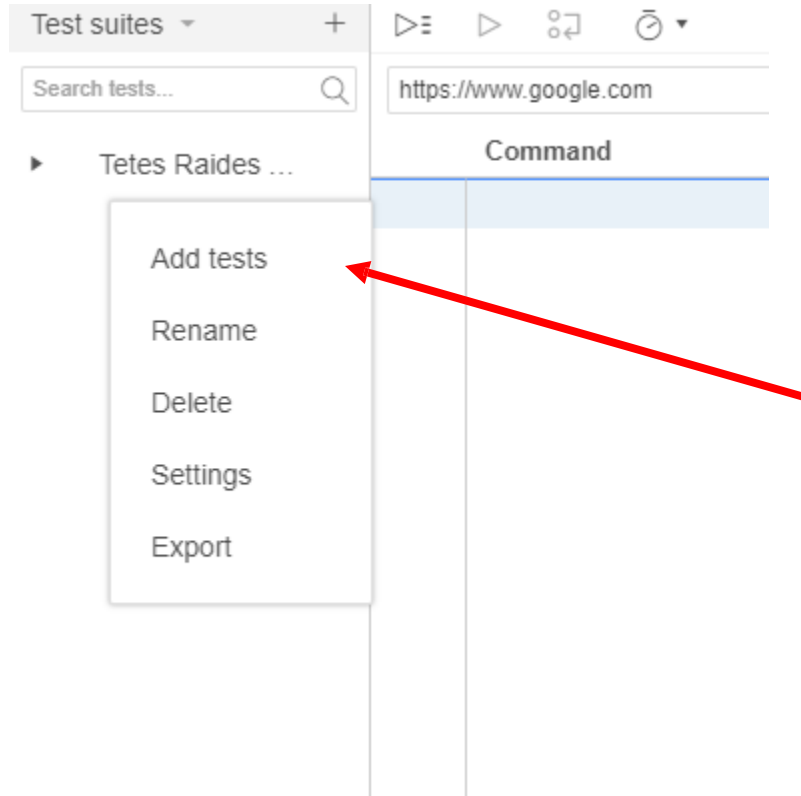 Test suites
Search tests...
https://www.google.com
Command
Tetes Raides ...
Add tests
Rename
Delete
Settings
Export